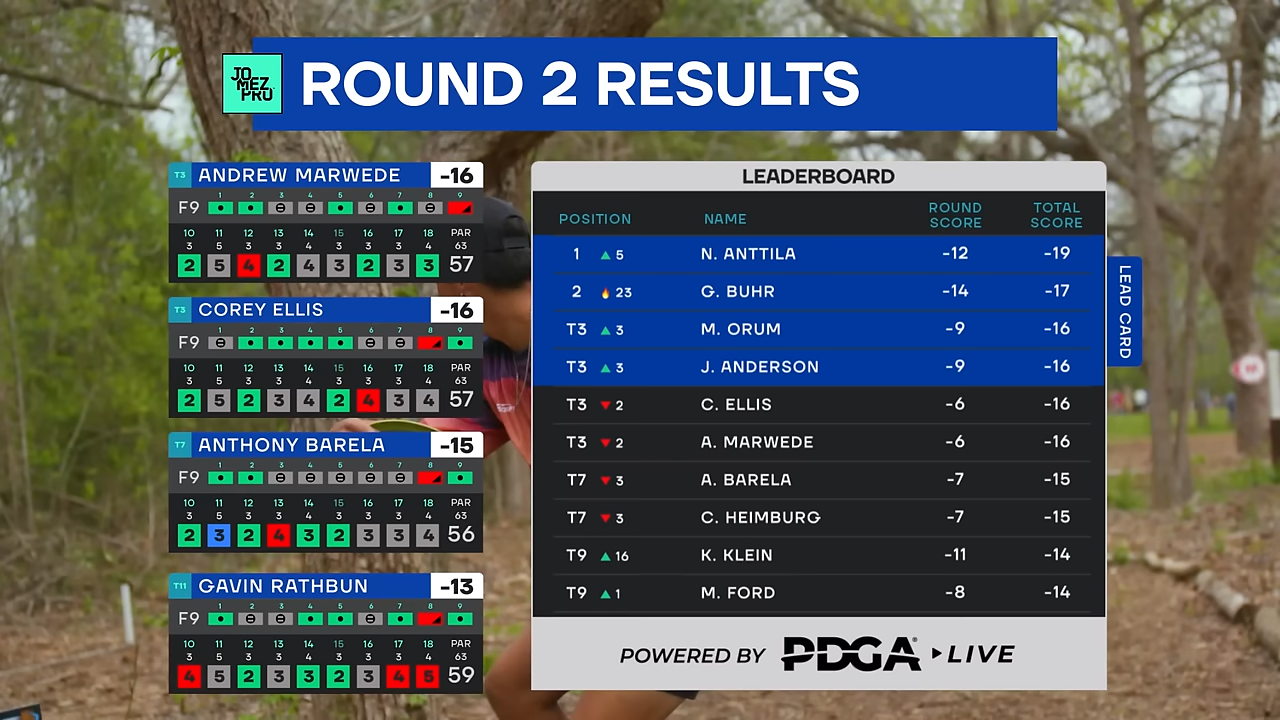 JO
MEZ
PRO
ROUND 2 RESULTS
T3 ANDREW MARWEDE -16
1 2 3 4 5 6 7 8 9
F9
10 11 12 13 14 15 16 17 18 PAR
3 5 3 3 4 3 3 3 4 63
2 5 4 2 4 3 2 3 3 57
T3 COREY ELLIS -16
1 2 3 4 5 6 7 8 9
F9
10 11 12 13 14 15 16 17 18 PAR
3 5 3 3 4 3 3 3 4 63
2 5 2 3 4 2 4 3 4 57
T7 ANTHONY BARELA -15
1 2 3 4 5 6 7 8 9
F9
10 11 12 13 14 15 16 17 18 PAR
3 5 3 3 4 3 3 3 4 63
2 3 2 4 3 2 3 3 4 56
T11 GAVIN RATHBUN -13
1 2 3 4 5 6 7 8 9
F9
10 11 12 13 14 15 16 17 18 PAR
3 5 3 3 4 3 3 3 4 63
4 5 2 3 3 2 3 4 5 59
LEADERBOARD
POSITION NAME ROUND SCORE TOTAL SCORE
1 ▲ 5 N. ANTTILA -12 -19
2 🔥 23 G. BUHR -14 -17
T3 ▲ 3 M. ORUM -9 -16
T3 ▲ 3 J. ANDERSON -9 -16
T3 ▼ 2 C. ELLIS -6 -16
T3 ▼ 2 A. MARWEDE -6 -16
T7 ▼ 3 A. BARELA -7 -15
T7 ▼ 3 C. HEIMBURG -7 -15
T9 ▲ 16 K. KLEIN -11 -14
T9 ▲ 1 M. FORD -8 -14
LEAD CARD
POWERED BY PDGA® ▶ LIVE